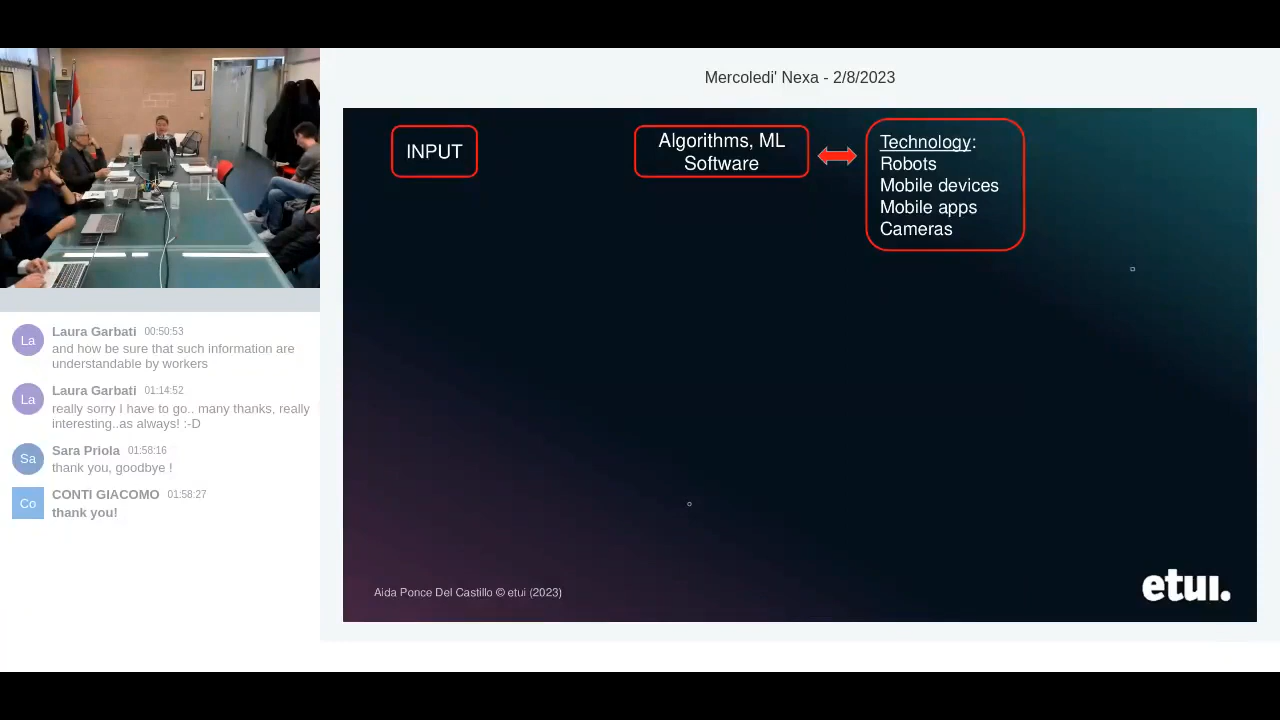 Mercoledi' Nexa - 2/8/2023
INPUT
Algorithms, ML
Software
Technology:
Robots
Mobile devices
Mobile apps
Cameras
Aida Ponce Del Castillo © etui (2023)
etui.
La
Laura Garbati 00:50:53
and how be sure that such information are
understandable by workers
La
Laura Garbati 01:14:52
really sorry I have to go.. many thanks, really
interesting..as always! :-D
Sa
Sara Priola 01:58:16
thank you, goodbye !
Co
CONTI GIACOMO 01:58:27
thank you!